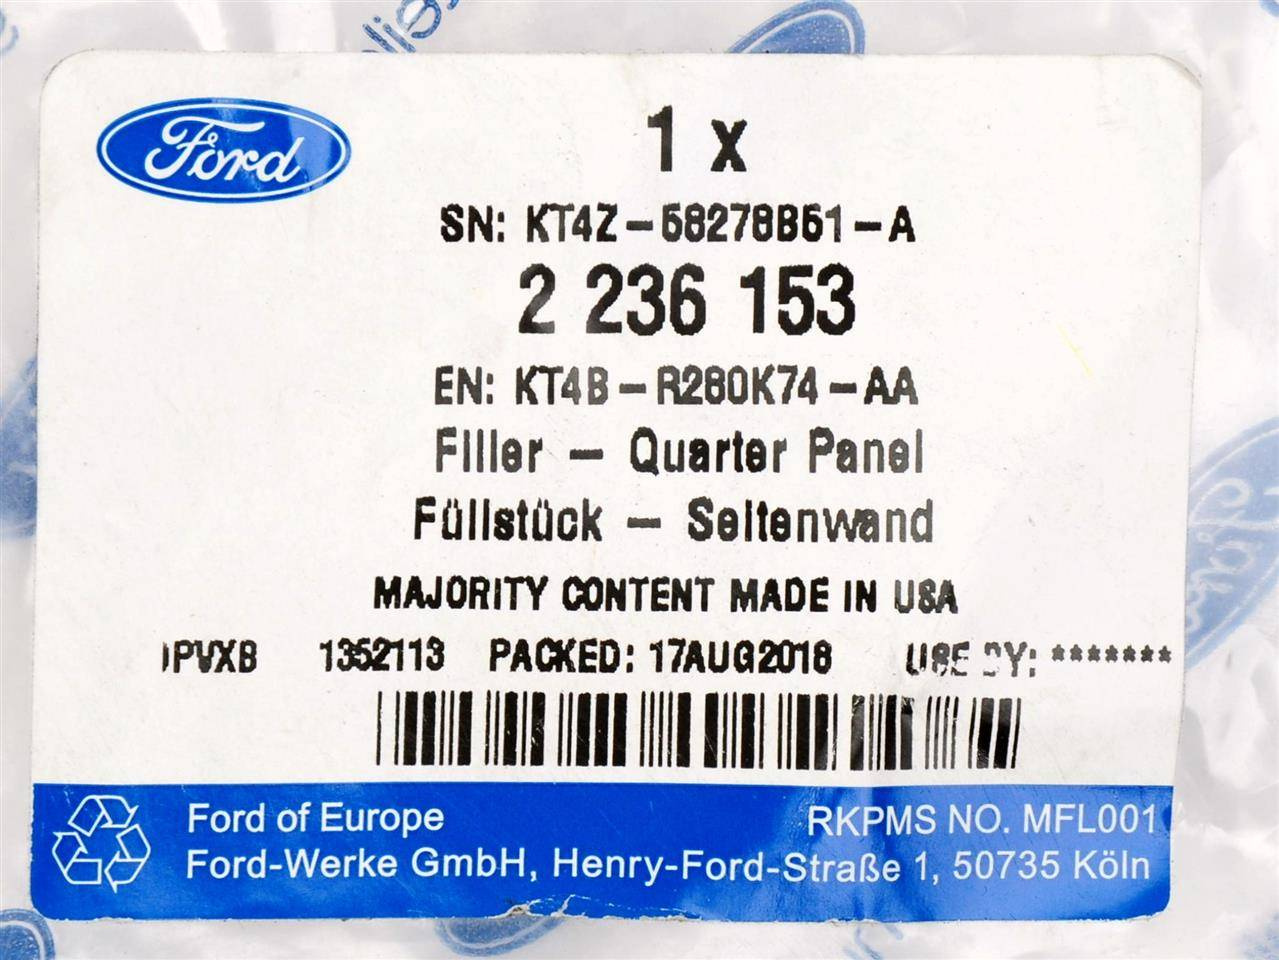 Ford
1 x
SN: KT4Z-58278B51-A
2 236 153
EN: KT4B-R280K74-AA
Filler - Quarter Panel
Füllstück - Seitenwand
MAJORITY CONTENT MADE IN USA
1352113 PACKED: 17AUG2018 USE BY: *******
Ford of Europe RKPMS NO. MFL001
Ford-Werke GmbH, Henry-Ford-Straße 1, 50735 Köln